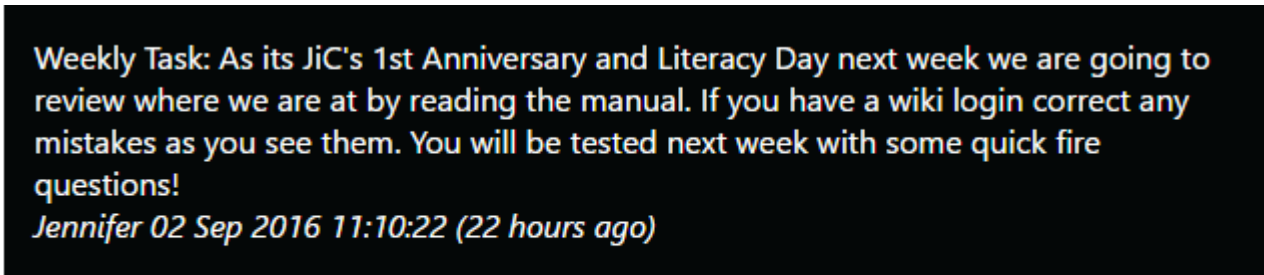 Weekly Task: As its JiC's 1st Anniversary and Literacy Day next week we are going to
review where we are at by reading the manual. If you have a wiki login correct any
mistakes as you see them. You will be tested next week with some quick fire
questions!
Jennifer 02 Sep 2016 11:10:22 (22 hours ago)